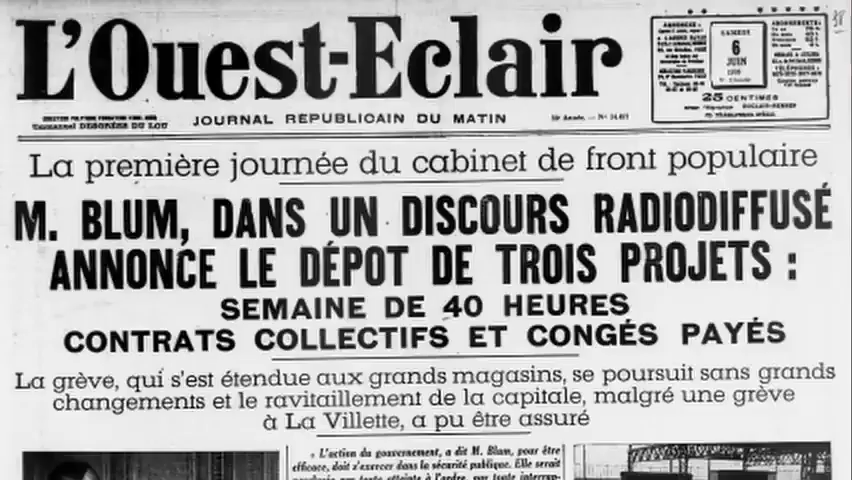 L'Ouest-Eclair
JOURNAL RÉPUBLICAIN DU MATIN
SAMEDI
6
JUIN
25 CENTIMES
La première journée du cabinet de front populaire
M. BLUM, DANS UN DISCOURS RADIODIFFUSÉ
ANNONCE LE DÉPOT DE TROIS PROJETS :
SEMAINE DE 40 HEURES
CONTRATS COLLECTIFS ET CONGÉS PAYÉS
La grève, qui s'est étendue aux grands magasins, se poursuit sans grands
changements et le ravitaillement de la capitale, malgré une grève
à La Villette, a pu être assuré
« L'action du gouvernement, a dit M. Blum, pour être
efficace, doit s'exercer dans la sécurité publique. Elle serait